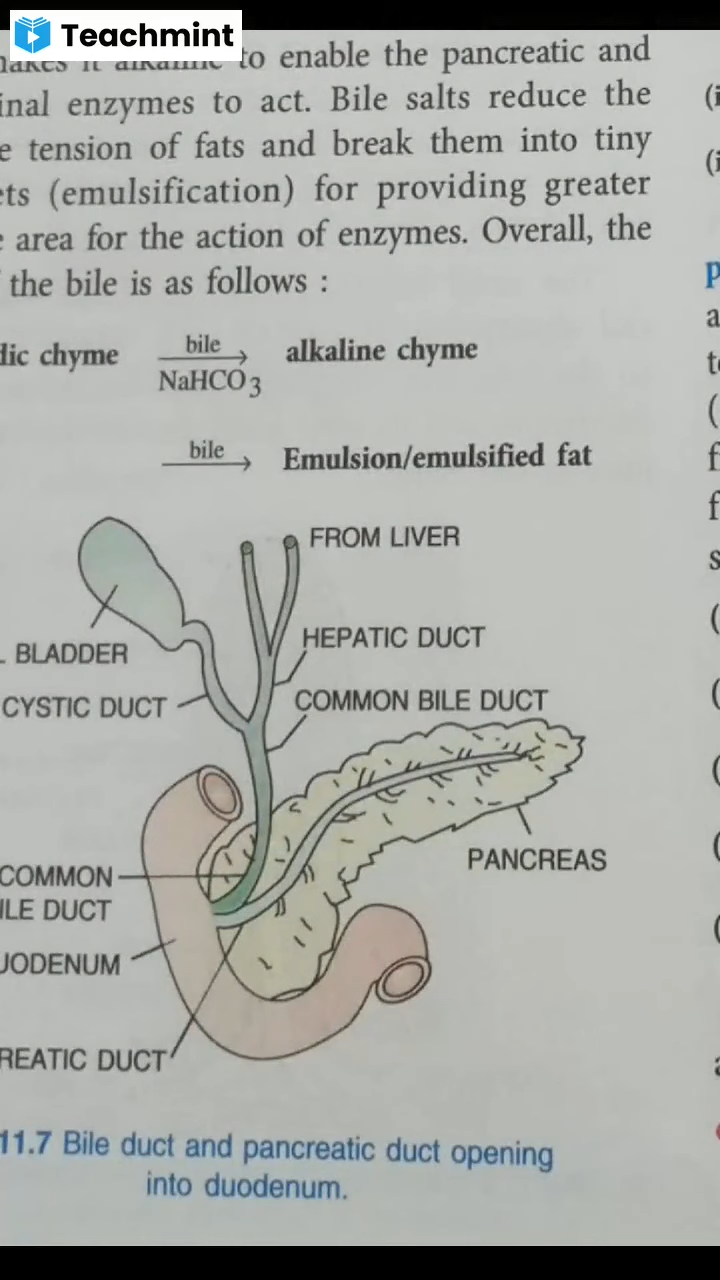 Teachmint
to enable the pancreatic and
inal enzymes to act. Bile salts reduce the
e tension of fats and break them into tiny
ets (emulsification) for providing greater
e area for the action of enzymes. Overall, the
the bile is as follows :
dic chyme bile NaHCO3 alkaline chyme
bile Emulsion/emulsified fat
FROM LIVER
HEPATIC DUCT
BLADDER
CYSTIC DUCT
COMMON BILE DUCT
PANCREAS
COMMON
ILE DUCT
UODENUM
REATIC DUCT
11.7 Bile duct and pancreatic duct opening
into duodenum.